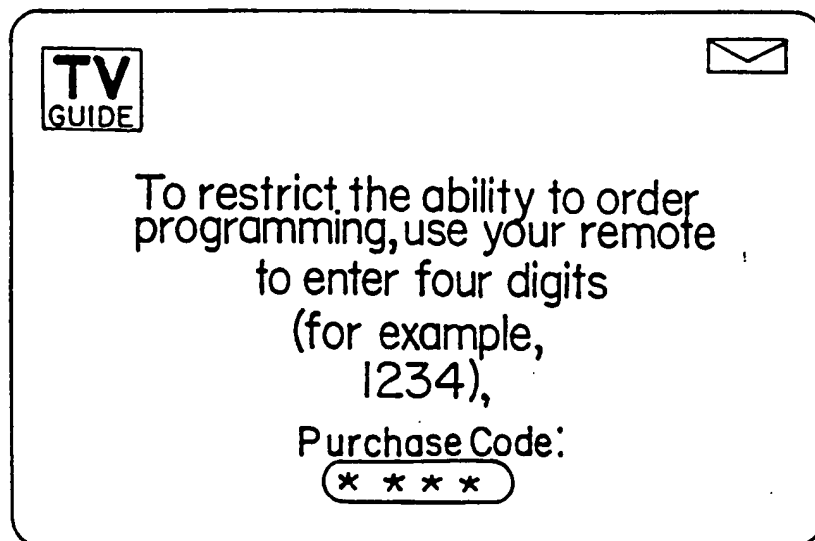 TV
GUIDE
To restrict the ability to order
programming, use your remote
to enter four digits
(for example,
1234),
Purchase Code:
* * * *